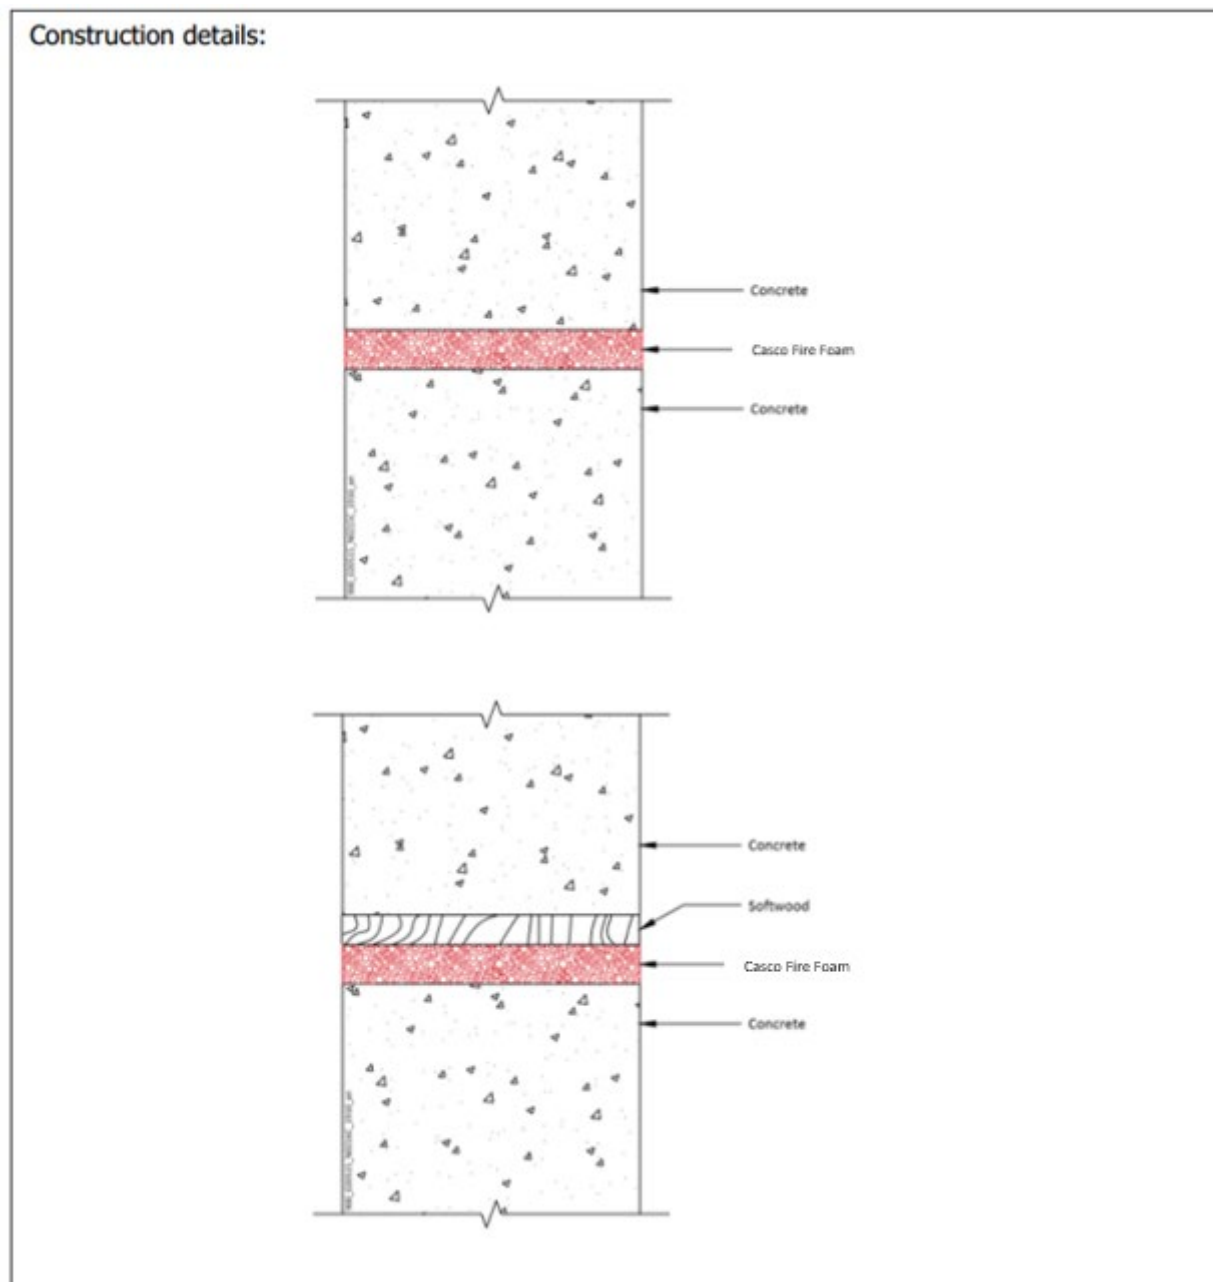 Construction details:
Concrete
Casco Fire Foam
Concrete
Concrete
Softwood
Casco Fire Foam
Concrete